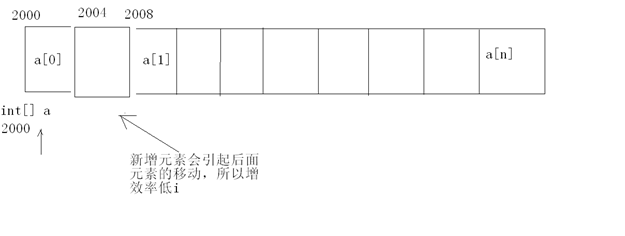 2000 2004 2008
a[0] a[1] a[n]
int[] a
2000
新增元素会引起后面
元素的移动，所以增
效率低i